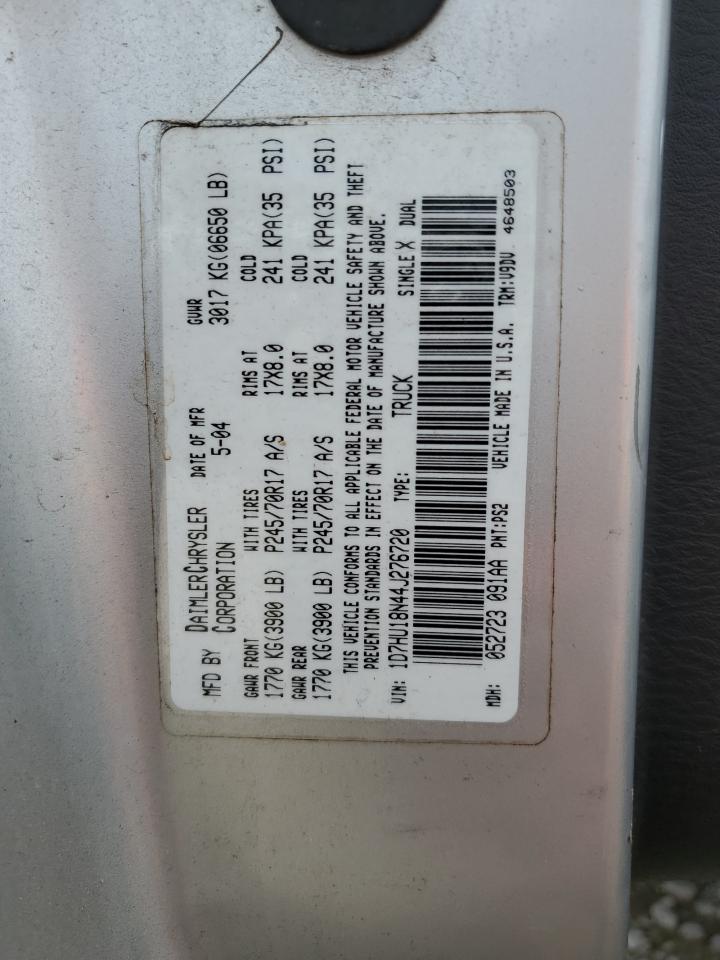 MFD BY DAIMLERCHRYSLER DATE OF MFR GVWR
CORPORATION 5-04 3017 KG(06650 LB)
GAWR FRONT WITH TIRES RIMS AT COLD
1770 KG(3900 LB) P245/70R17 A/S 17X8.0 241 KPA(35 PSI)
GAWR REAR WITH TIRES RIMS AT COLD
1770 KG(3900 LB) P245/70R17 A/S 17X8.0 241 KPA(35 PSI)
THIS VEHICLE CONFORMS TO ALL APPLICABLE FEDERAL MOTOR VEHICLE SAFETY AND THEFT
PREVENTION STANDARDS IN EFFECT ON THE DATE OF MANUFACTURE SHOWN ABOVE.
VIN: 1D7HU18N44J276720 TYPE: TRUCK SINGLE X DUAL
MDH: 052723 091AA PNT:PS2 VEHICLE MADE IN U.S.A. TRM:V9DV 4648503